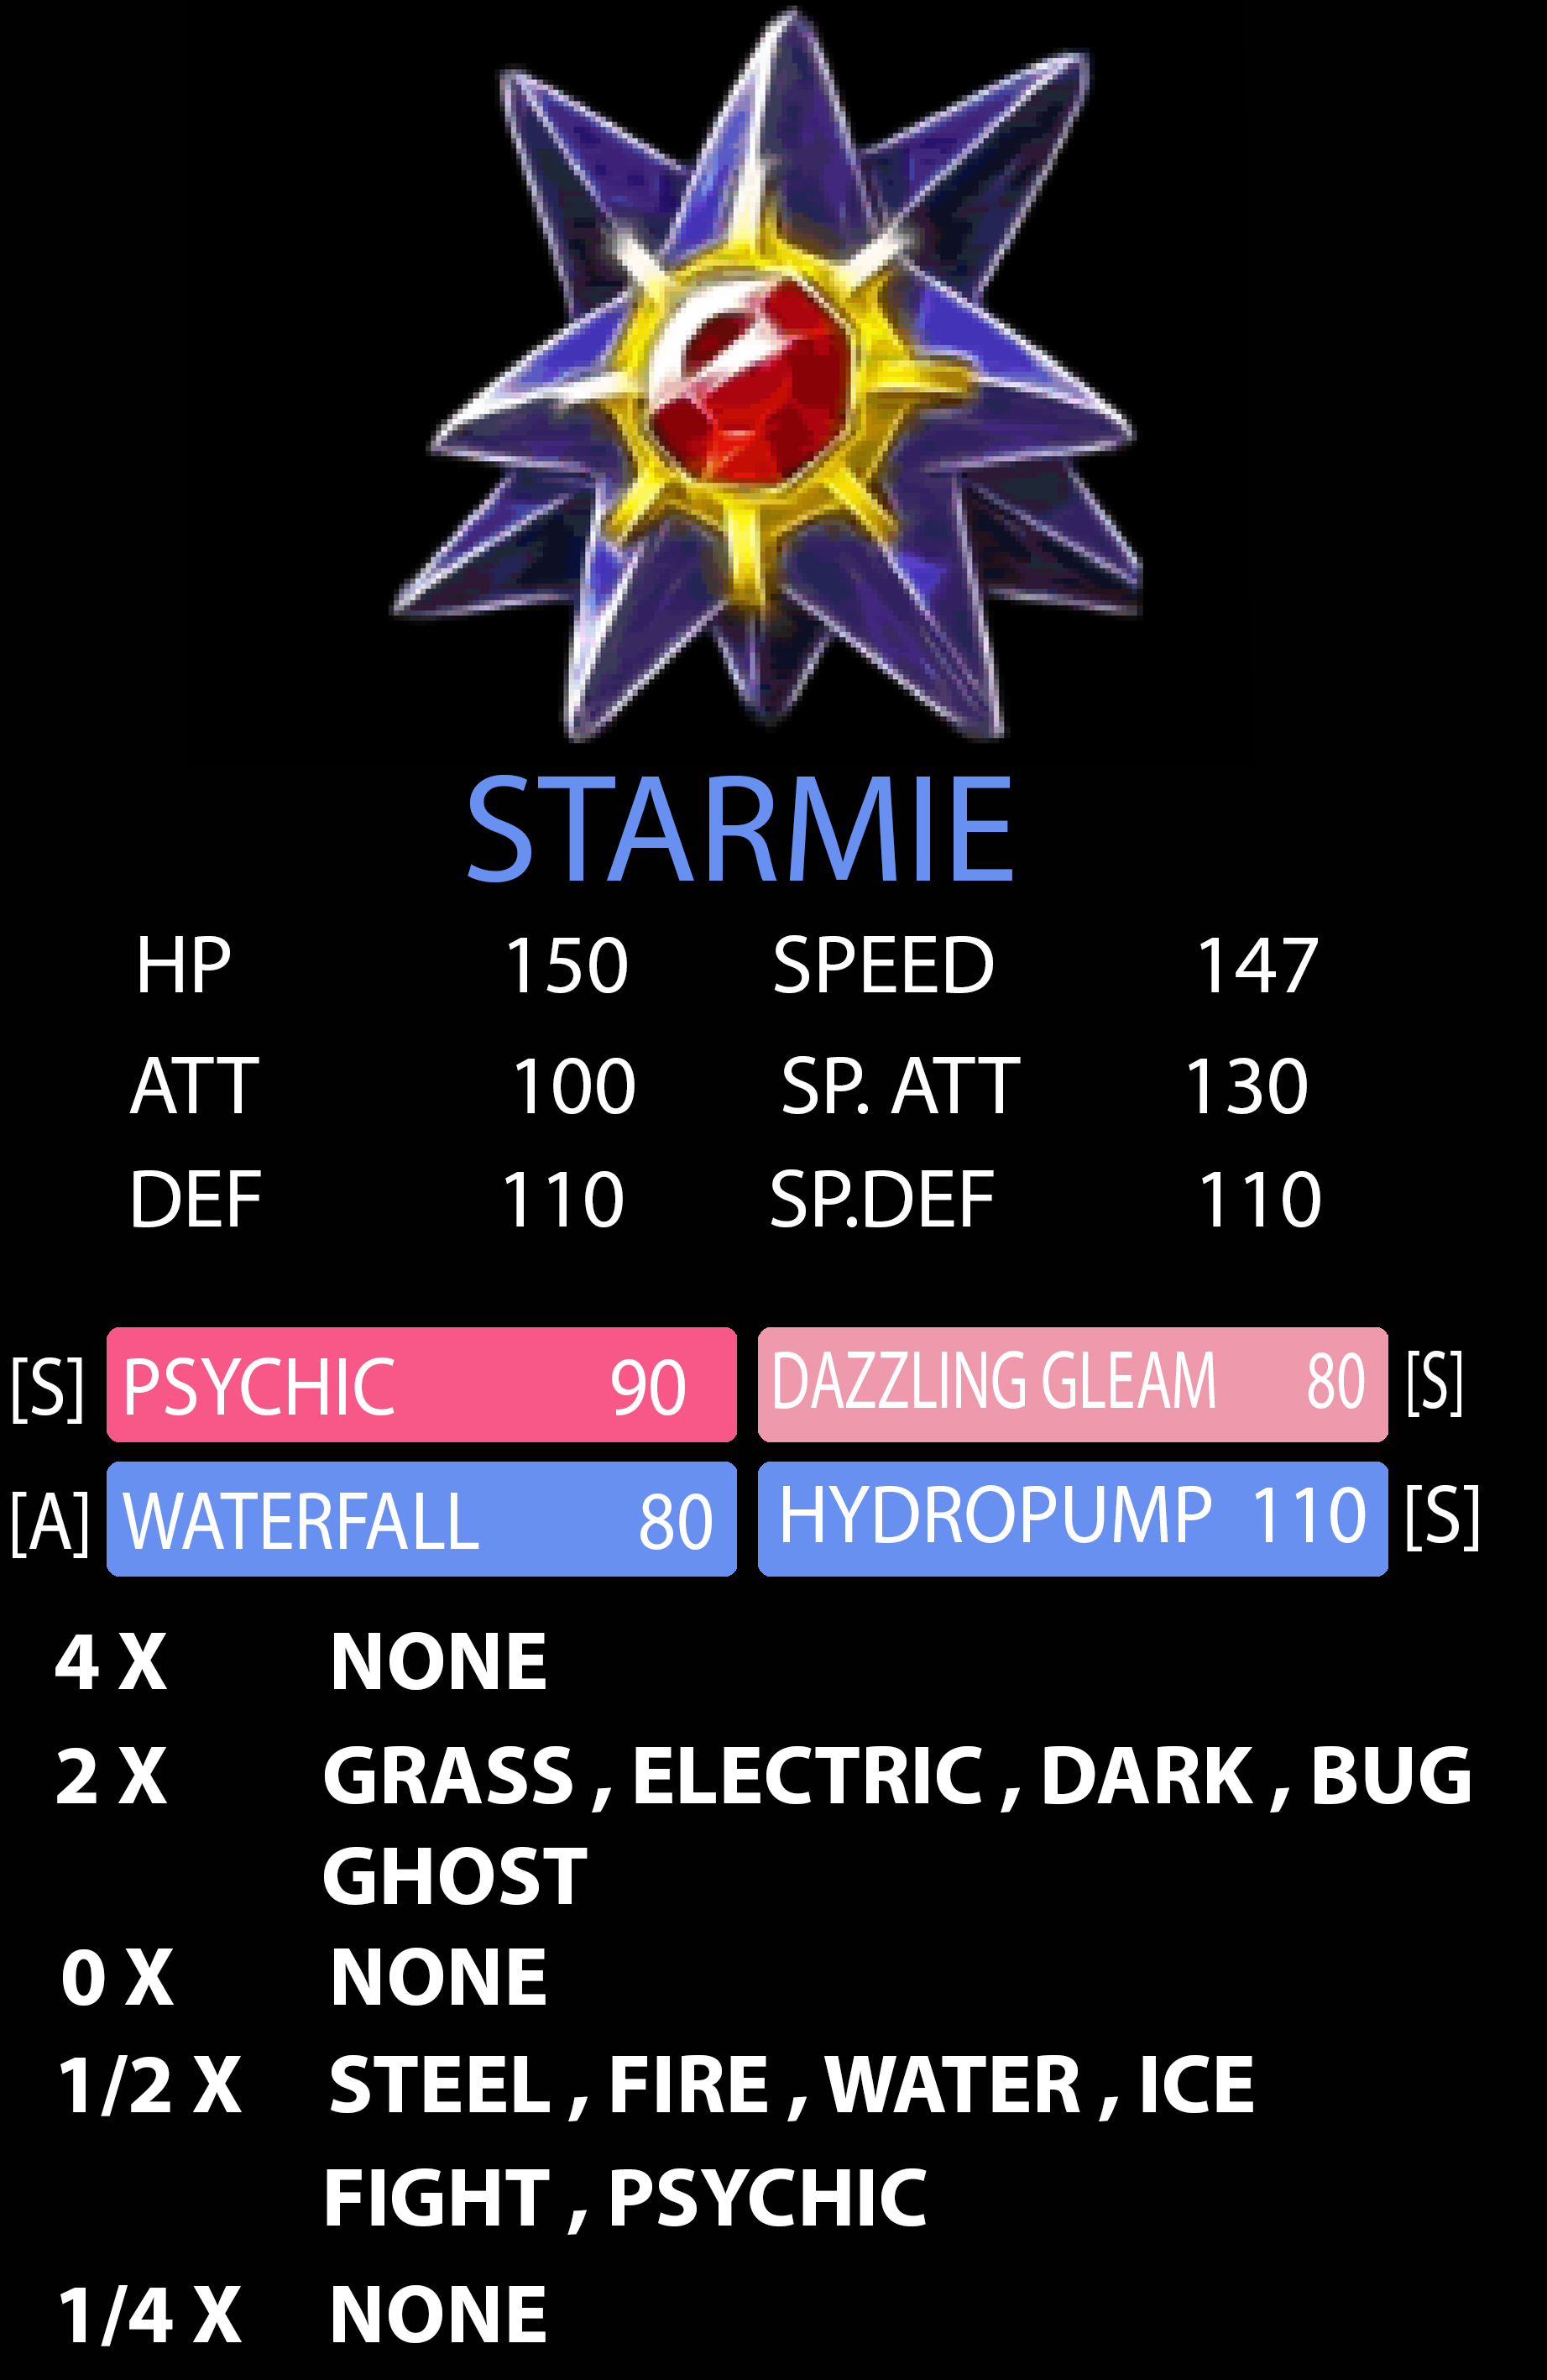 STARMIE
HP 150 SPEED 147
ATT 100 SP. ATT 130
DEF 110 SP.DEF 110
[S] PSYCHIC 90 DAZZLING GLEAM 80 [S]
[A] WATERFALL 80 HYDROPUMP 110 [S]
4 X NONE
2 X GRASS , ELECTRIC , DARK , BUG
GHOST
0 X NONE
1/2 X STEEL , FIRE , WATER , ICE
FIGHT , PSYCHIC
1/4 X NONE